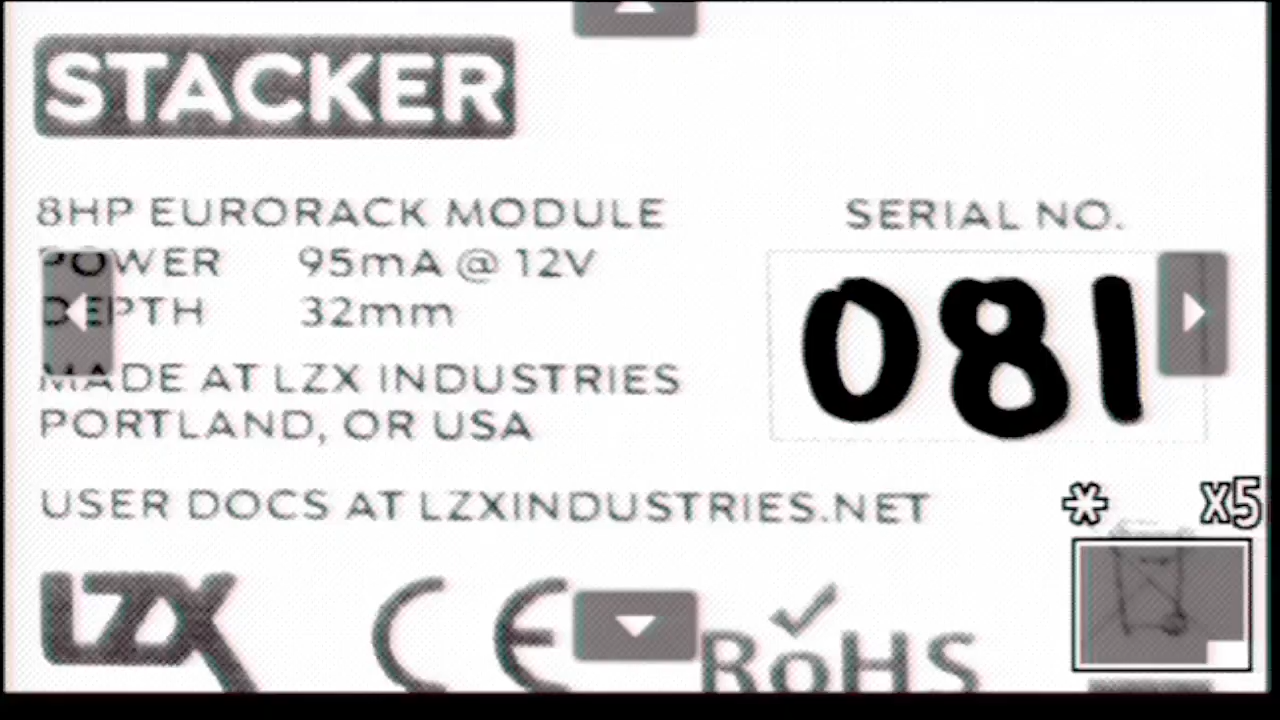 STACKER
8HP EURORACK MODULE
POWER 95mA @ 12V
DEPTH 32mm
MADE AT LZX INDUSTRIES
PORTLAND, OR USA
USER DOCS AT LZXINDUSTRIES.NET
SERIAL NO.
081
* X5
LZX CE RoHS